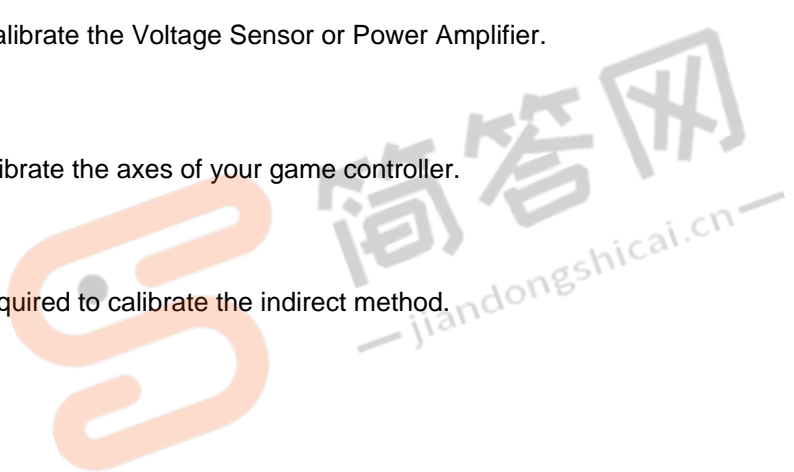 alibrate the Voltage Sensor or Power Amplifier.
ibrate the axes of your game controller.
quired to calibrate the indirect method.
简答网
jiandongshicai.cn